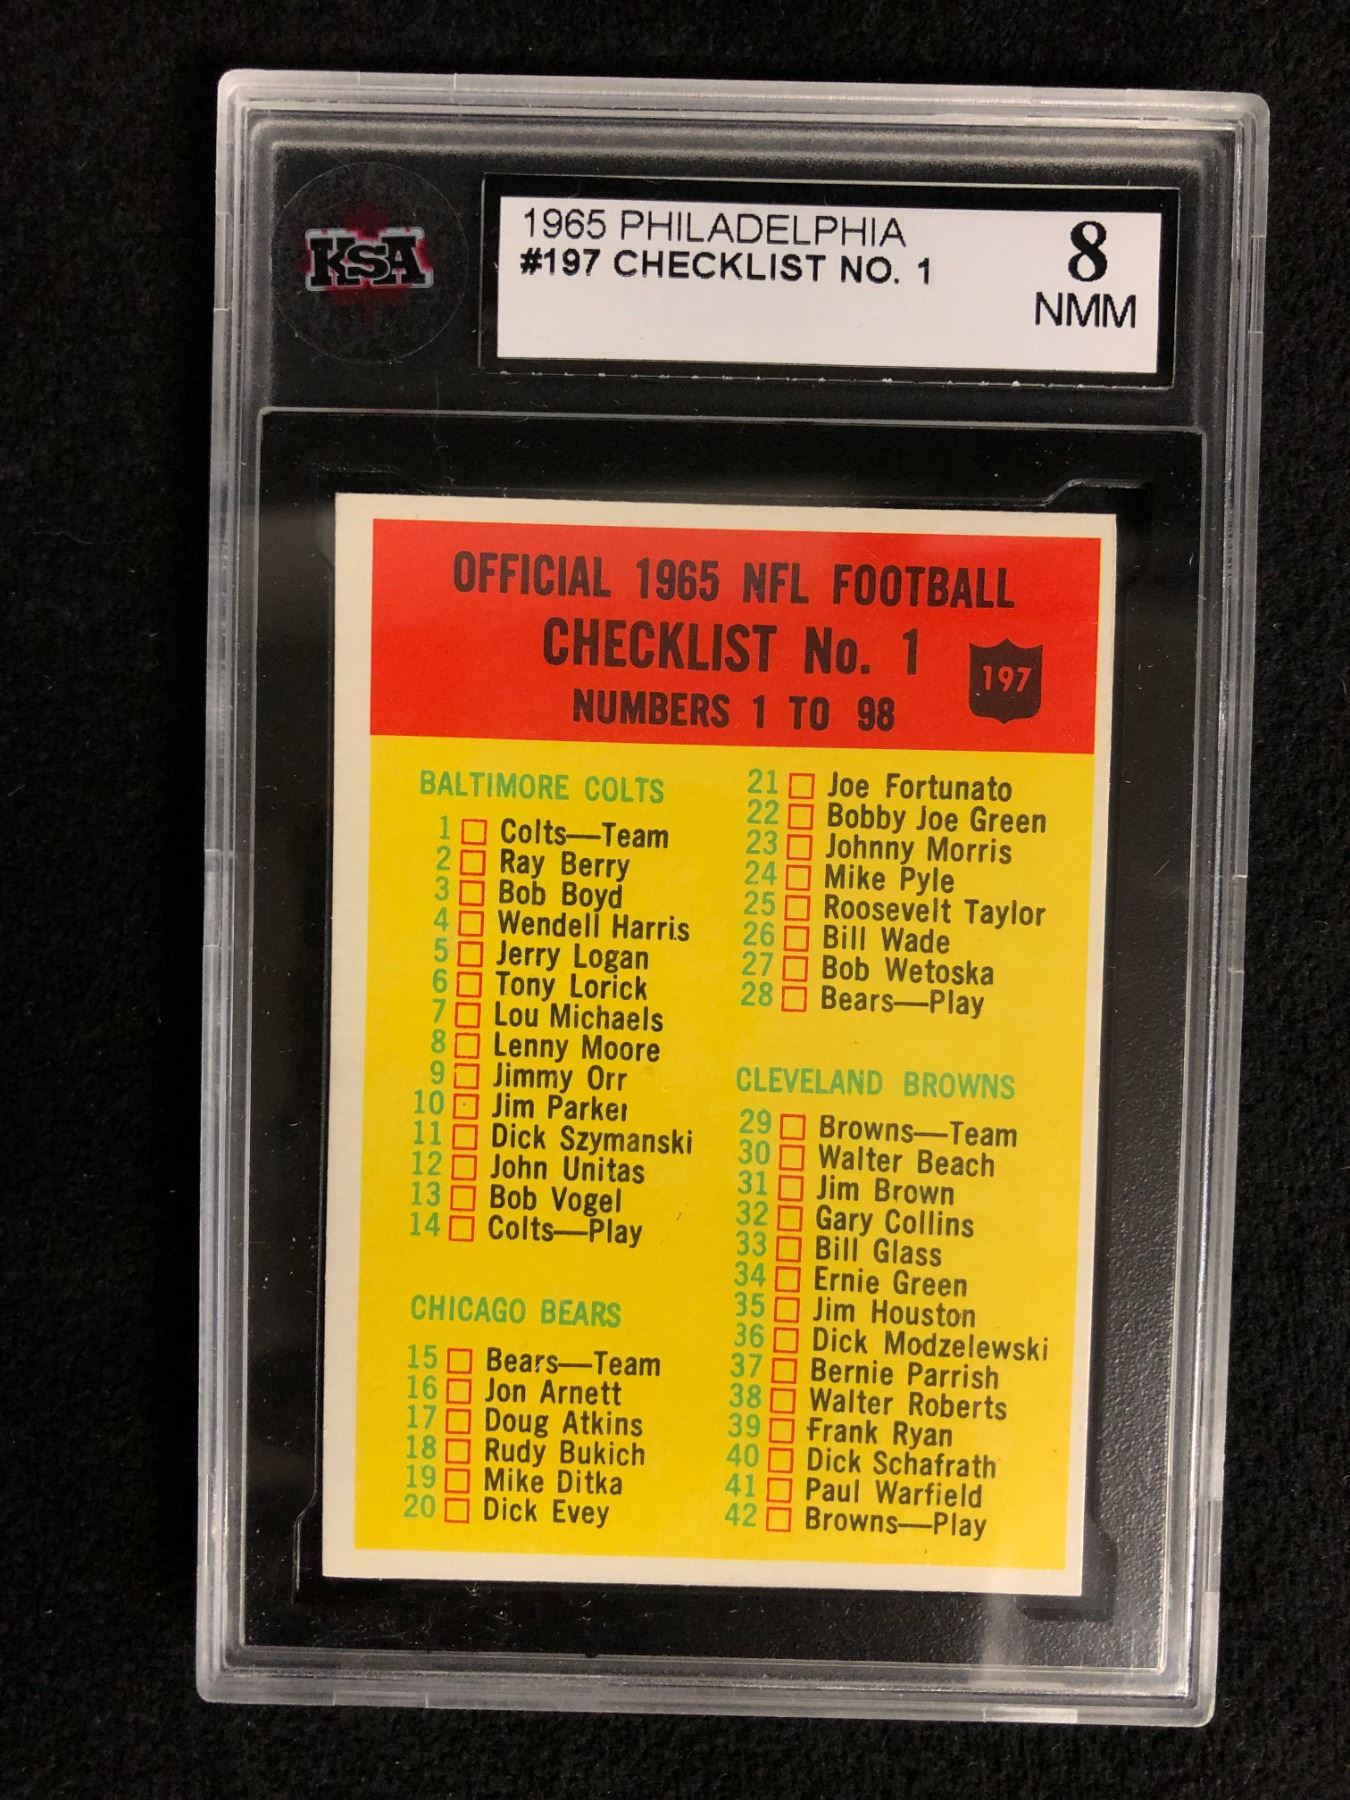 KSA
1965 PHILADELPHIA
#197 CHECKLIST NO. 1
8
NMM
OFFICIAL 1965 NFL FOOTBALL
CHECKLIST No. 1
NUMBERS 1 TO 98
197
BALTIMORE COLTS
1 Colts—Team
2 Ray Berry
3 Bob Boyd
4 Wendell Harris
5 Jerry Logan
6 Tony Lorick
7 Lou Michaels
8 Lenny Moore
9 Jimmy Orr
10 Jim Parker
11 Dick Szymanski
12 John Unitas
13 Bob Vogel
14 Colts—Play
CHICAGO BEARS
15 Bears—Team
16 Jon Arnett
17 Doug Atkins
18 Rudy Bukich
19 Mike Ditka
20 Dick Evey
21 Joe Fortunato
22 Bobby Joe Green
23 Johnny Morris
24 Mike Pyle
25 Roosevelt Taylor
26 Bill Wade
27 Bob Wetoska
28 Bears—Play
CLEVELAND BROWNS
29 Browns—Team
30 Walter Beach
31 Jim Brown
32 Gary Collins
33 Bill Glass
34 Ernie Green
35 Jim Houston
36 Dick Modzelewski
37 Bernie Parrish
38 Walter Roberts
39 Frank Ryan
40 Dick Schafrath
41 Paul Warfield
42 Browns—Play